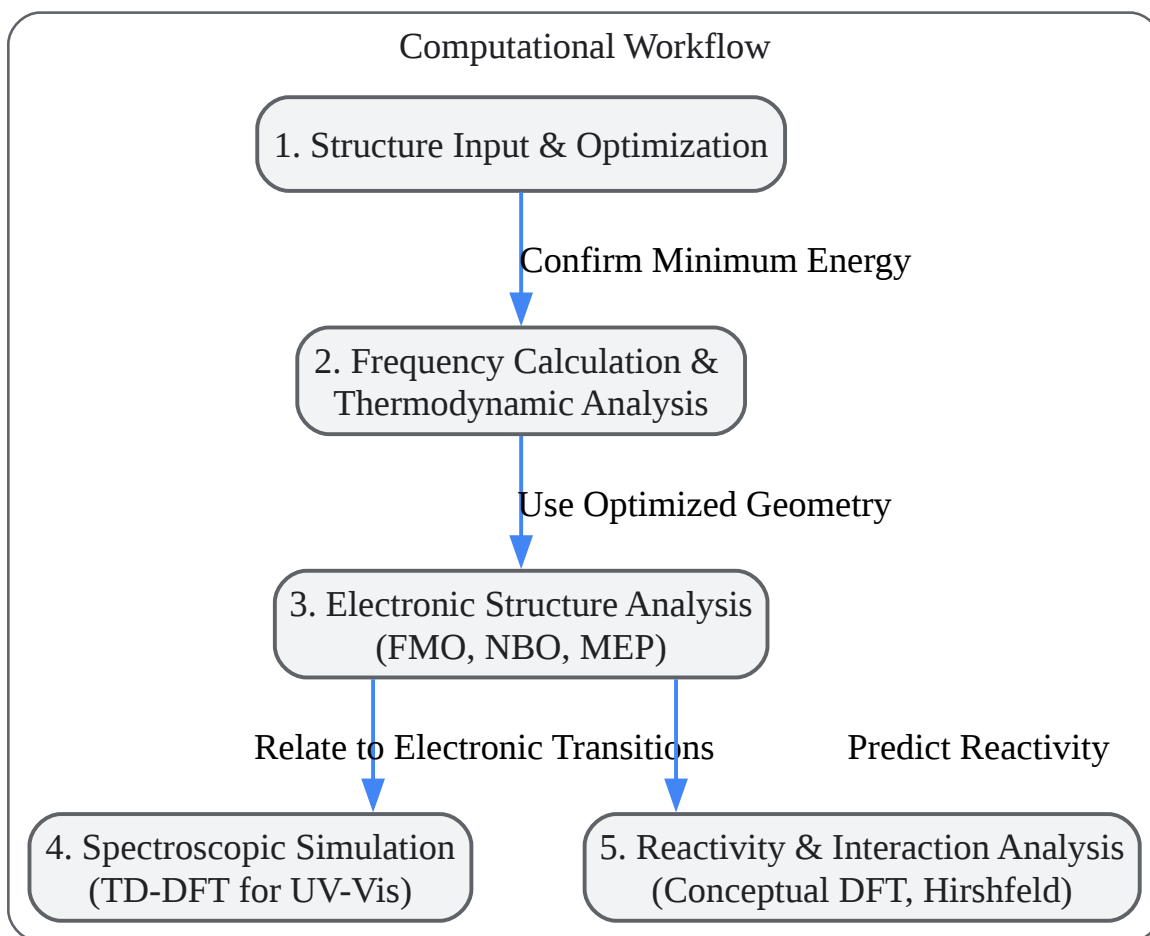 Computational Workflow
1. Structure Input & Optimization
Confirm Minimum Energy
2. Frequency Calculation &
Thermodynamic Analysis
Use Optimized Geometry
3. Electronic Structure Analysis
(FMO, NBO, MEP)
Relate to Electronic Transitions
Predict Reactivity
4. Spectroscopic Simulation
(TD-DFT for UV-Vis)
5. Reactivity & Interaction Analysis
(Conceptual DFT, Hirshfeld)